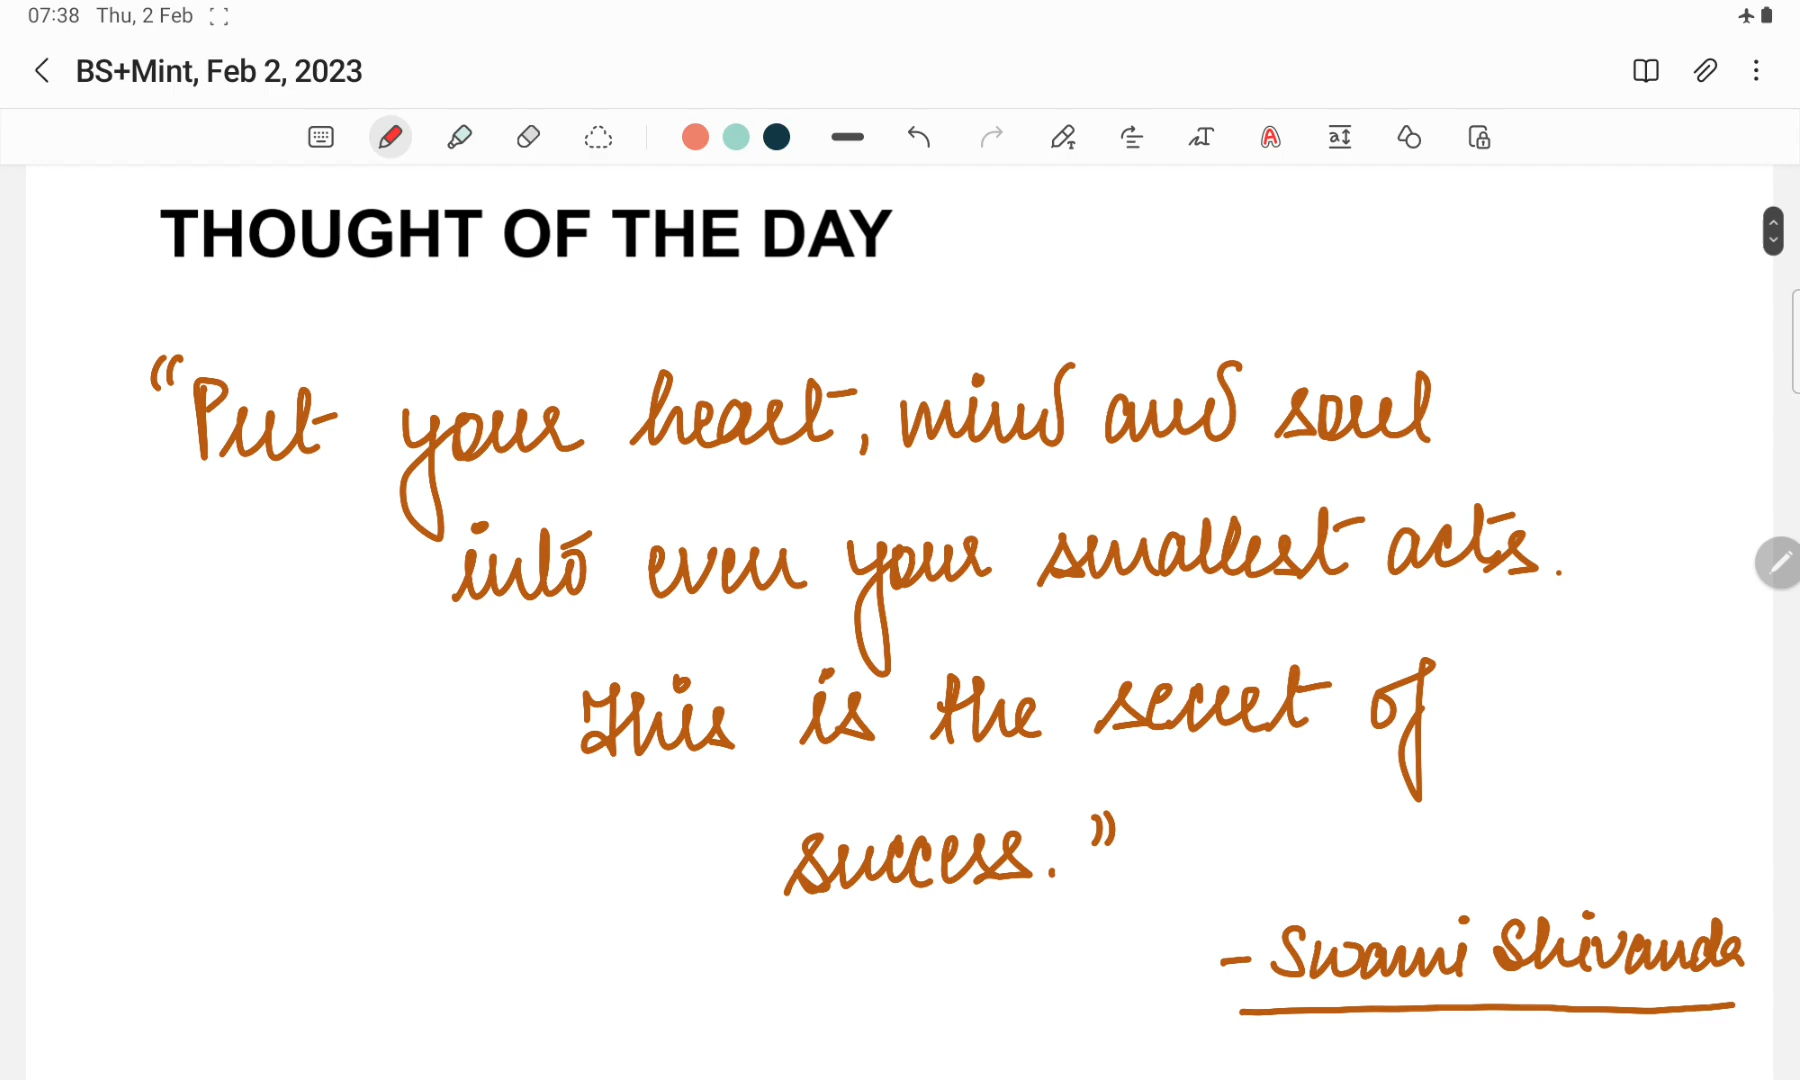 07:38 Thu, 2 Feb
BS+Mint, Feb 2, 2023
THOUGHT OF THE DAY
"Put your heart, mind and soul
into even your smallest acts.
This is the secret of
success."
- Swami Shivanda